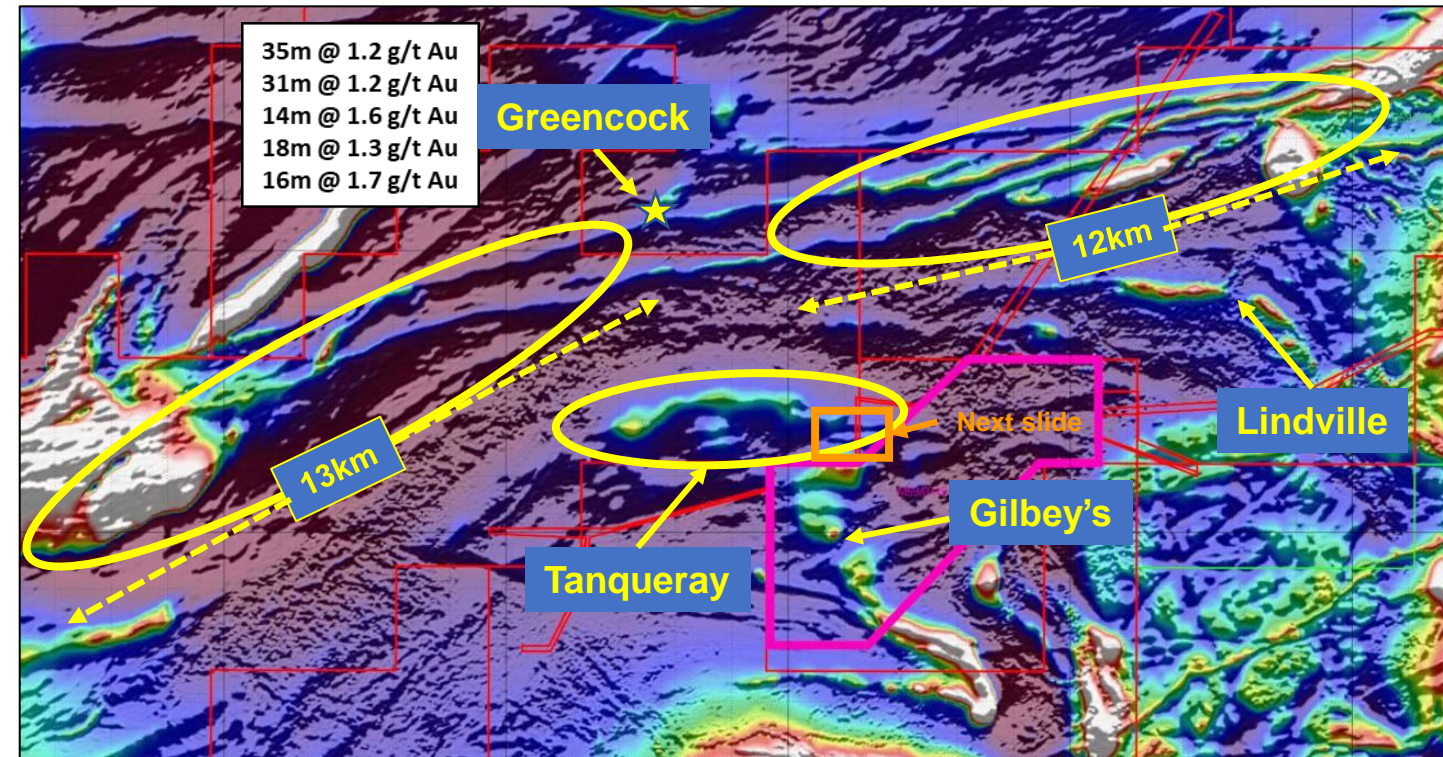 35m @ 1.2 g/t Au
31m @ 1.2 g/t Au
14m @ 1.6 g/t Au
18m @ 1.3 g/t Au
16m @ 1.7 g/t Au
Greencock
12km
13km
Next slide
Lindville
Gilbey’s
Tanqueray